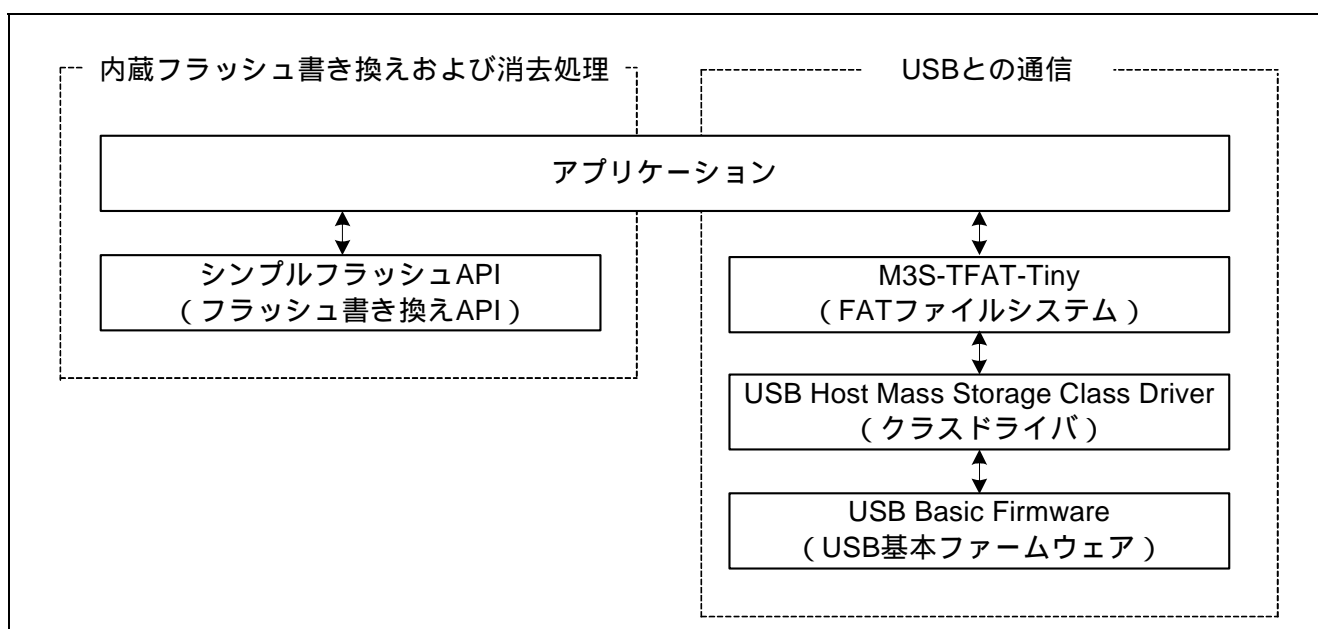 内蔵フラッシュ書き換えおよび消去処理
USBとの通信
アプリケーション
シンプルフラッシュAPI
(フラッシュ書き換えAPI)
M3S-TFAT-Tiny
(FATファイルシステム)
USB Host Mass Storage Class Driver
(クラスドライバ)
USB Basic Firmware
(USB基本ファームウェア)